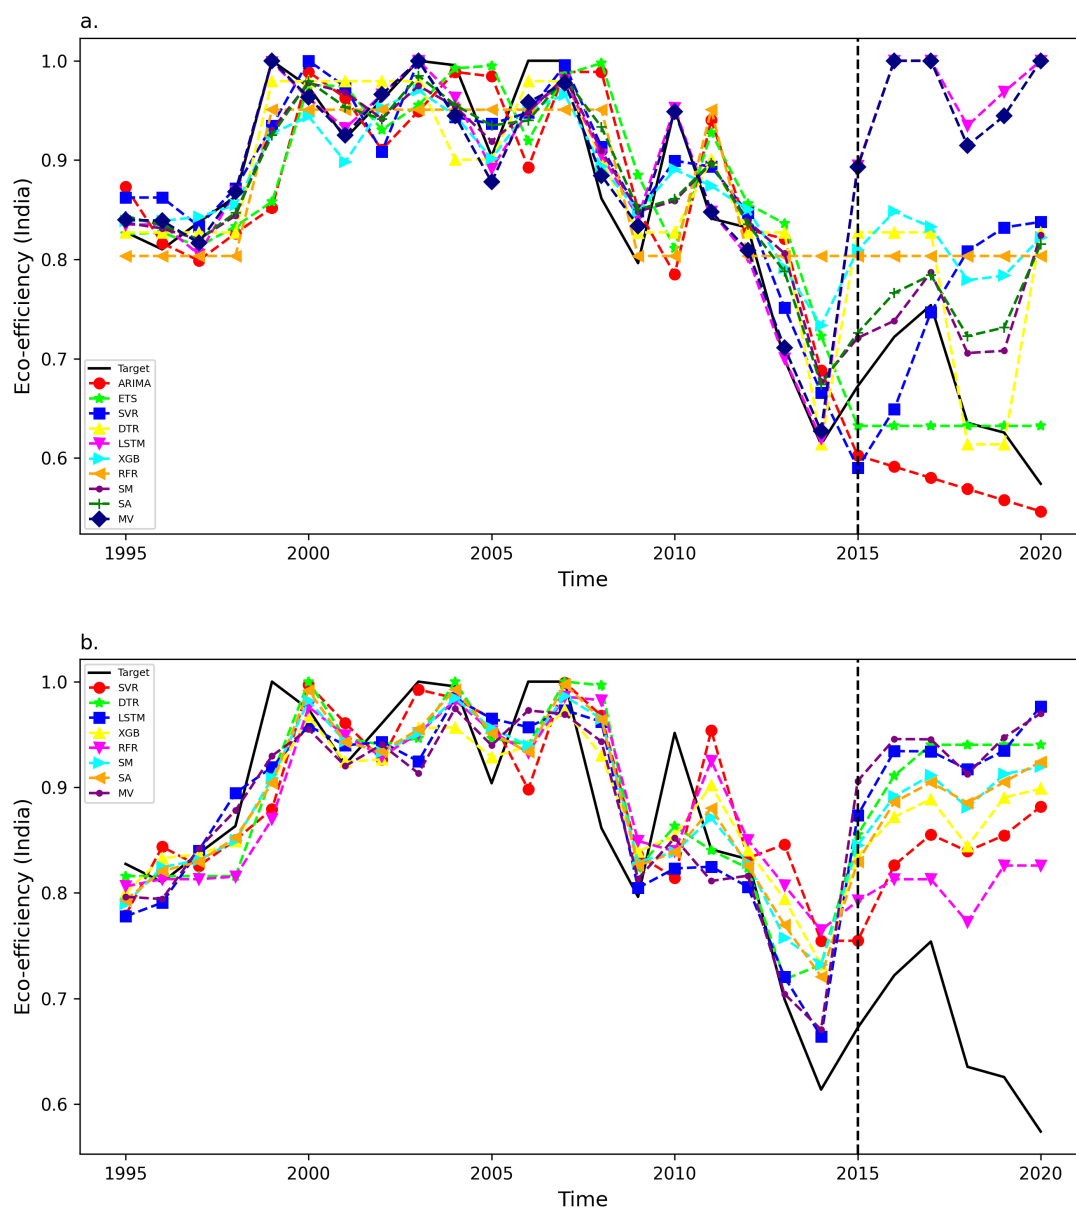 a.
Eco-efficiency (India)
1.0
0.9
0.8
0.7
0.6
Target
ARIMA
ETS
SVR
DTR
LSTM
XGB
RFR
SM
SA
MV
1995 2000 2005 2010 2015 2020
Time
b.
Eco-efficiency (India)
1.0
0.9
0.8
0.7
0.6
Target
SVR
DTR
LSTM
XGB
RFR
SM
SA
MV
1995 2000 2005 2010 2015 2020
Time